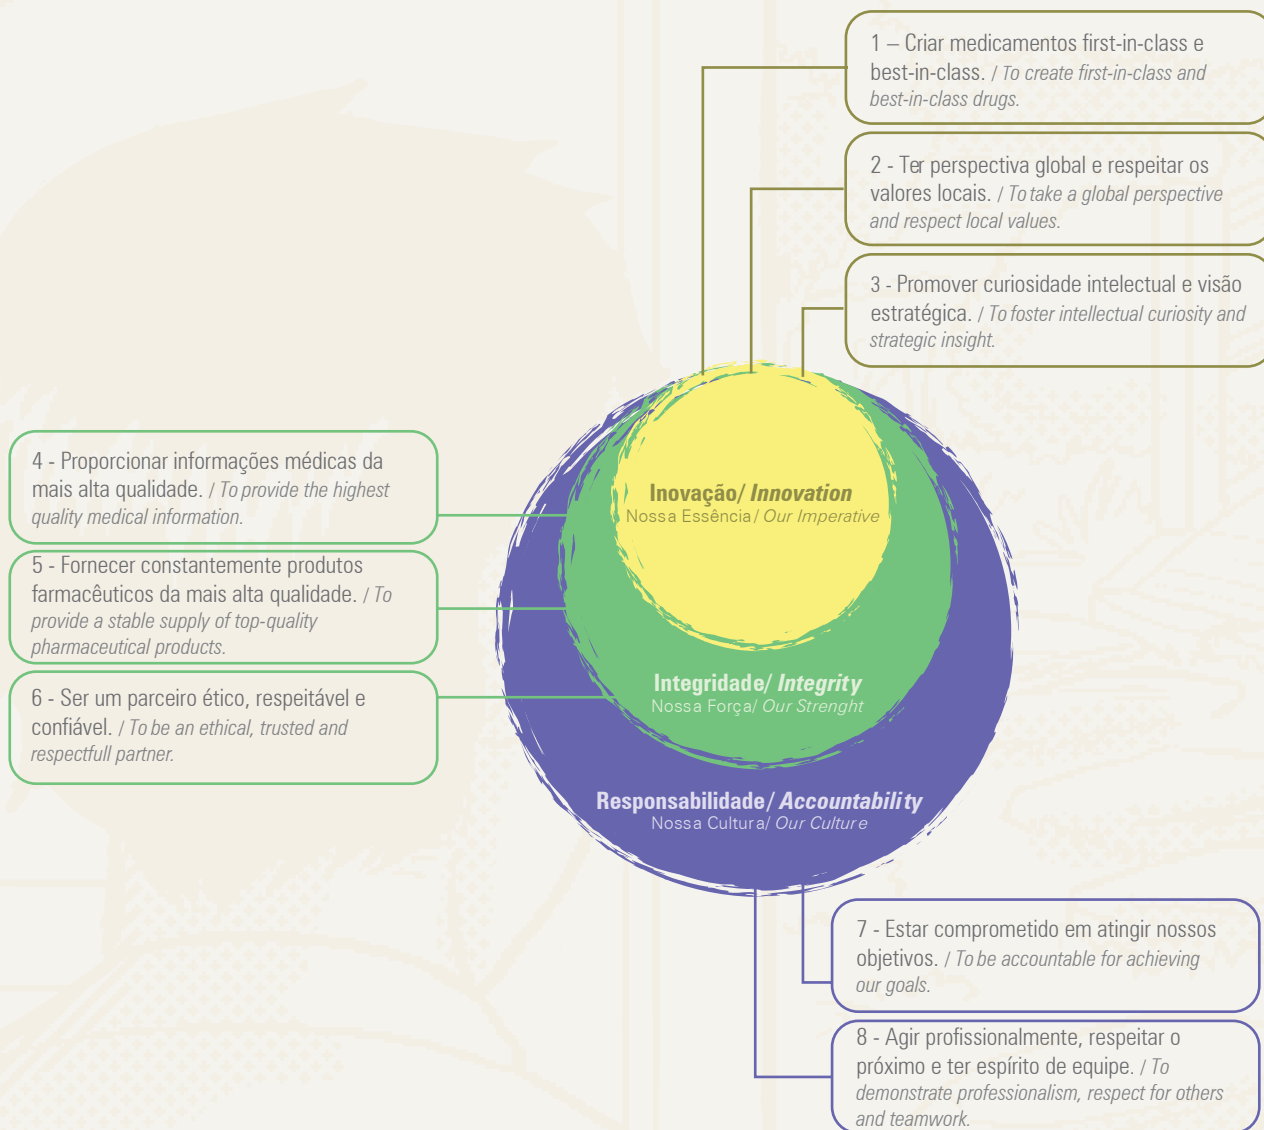 1 – Criar medicamentos first-in-class e
best-in-class. / To create first-in-class and
best-in-class drugs.
2 - Ter perspectiva global e respeitar os
valores locais. / To take a global perspective
and respect local values.
3 - Promover curiosidade intelectual e visão
estratégica. / To foster intellectual curiosity and
strategic insight.
4 - Proporcionar informações médicas da
mais alta qualidade. / To provide the highest
quality medical information.
5 - Fornecer constantemente produtos
farmacêuticos da mais alta qualidade. / To
provide a stable supply of top-quality
pharmaceutical products.
6 - Ser um parceiro ético, respeitável e
confiável. / To be an ethical, trusted and
respectfull partner.
Inovação/ Innovation
Nossa Essência/ Our Imperative
Integridade/ Integrity
Nossa Força/ Our Strenght
Responsabilidade/ Accountability
Nossa Cultura/ Our Culture
7 - Estar comprometido em atingir nossos
objetivos. / To be accountable for achieving
our goals.
8 - Agir profissionalmente, respeitar o
próximo e ter espírito de equipe. / To
demonstrate professionalism, respect for others
and teamwork.